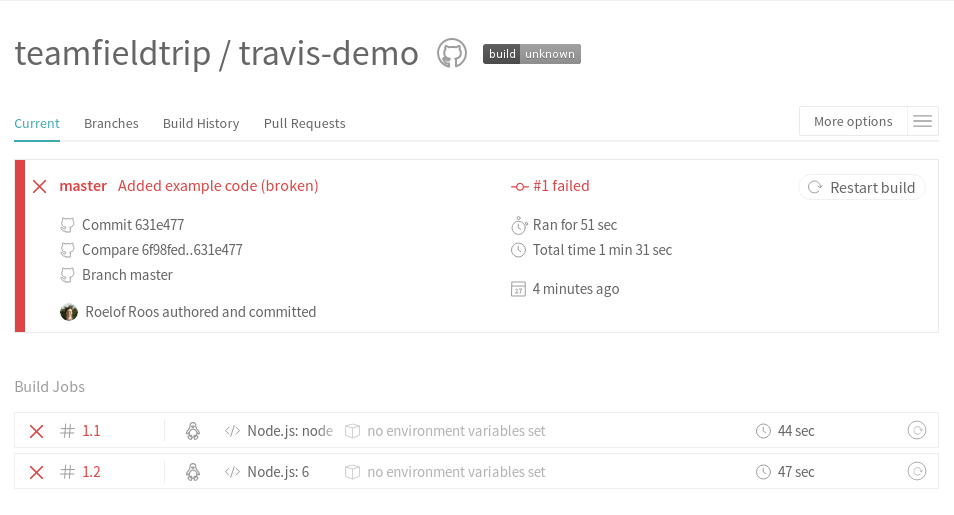 teamfieldtrip / travis-demo build unknown
Current Branches Build History Pull Requests More options
master Added example code (broken) #1 failed Restart build
Commit 631e477 Ran for 51 sec
Compare 6f98fed..631e477 Total time 1 min 31 sec
Branch master
4 minutes ago
Roelof Roos authored and committed
Build Jobs
# 1.1 </> Node.js: node no environment variables set 44 sec
# 1.2 </> Node.js: 6 no environment variables set 47 sec